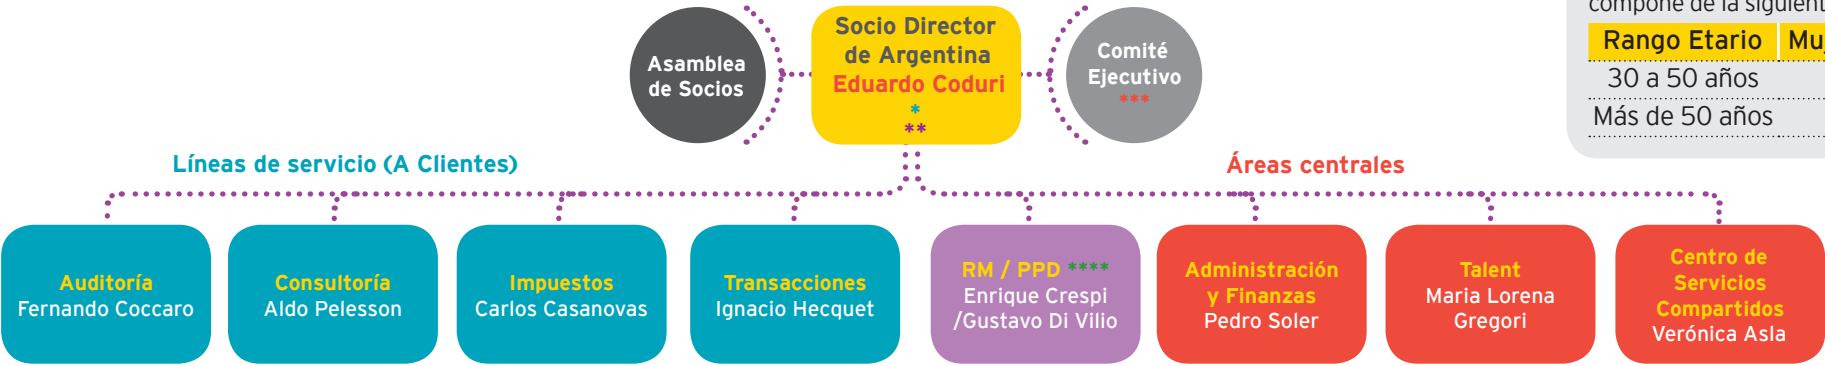 Asamblea
de Socios
Socio Director
de Argentina
Eduardo Coduri
*
**
Comité
Ejecutivo
***
compone de la
Rango Etario
30 a 50 años
Más de 50 años
Líneas de servicio (A Clientes)
Áreas centrales
Auditoría
Fernando Coccaro
Consultoría
Aldo Pelesson
Impuestos
Carlos Casanovas
Transacciones
Ignacio Hecquet
RM / PPD ****
Enrique Crespi
/Gustavo Di Vilio
Administración
y Finanzas
Pedro Soler
Talent
Maria Lorena
Gregori
Centro de
Servicios
Compartidos
Verónica Asla